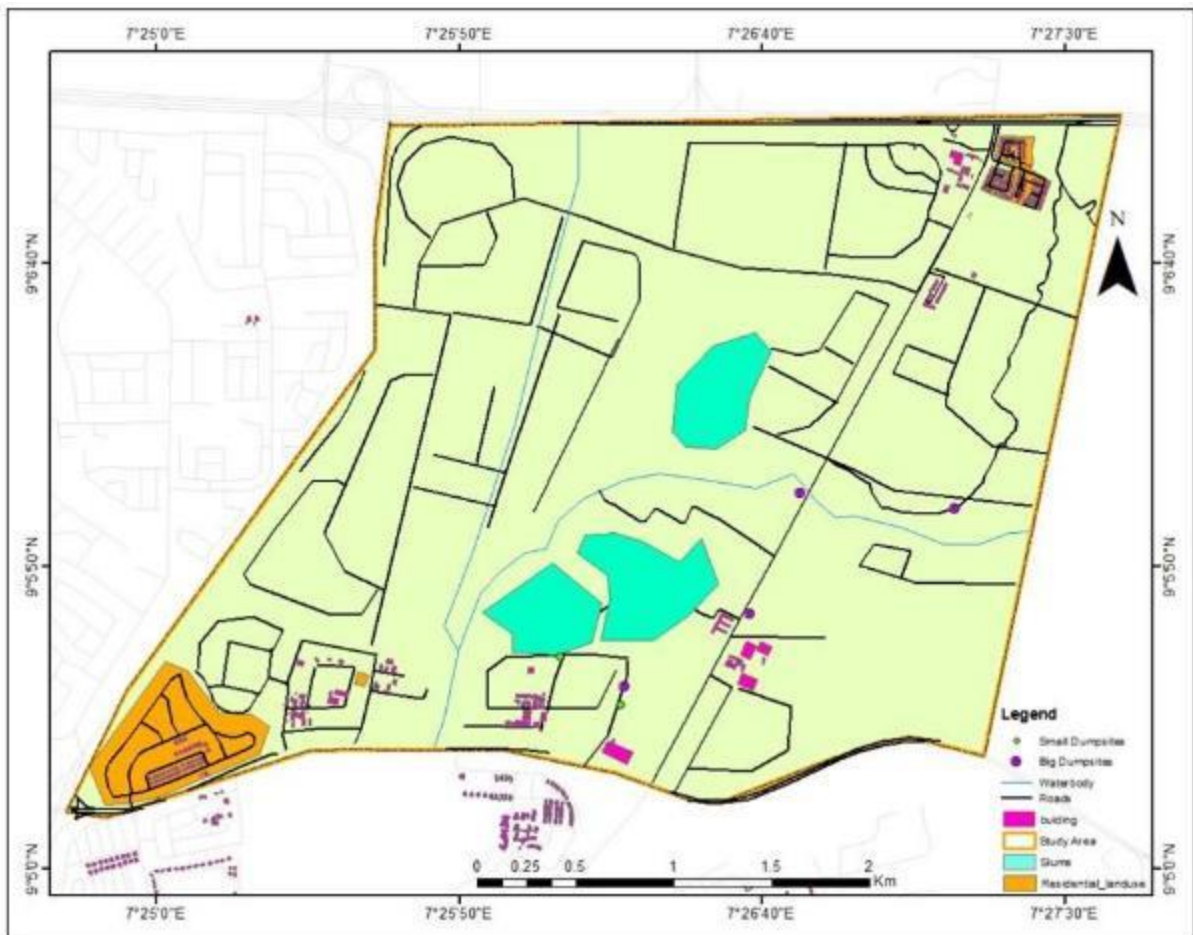 7°25'0"E 7°25'50"E 7°26'40"E 7°27'30"E
N
9°6'40"N 9°6'40"N
9°5'50"N 9°5'50"N
9°5'0"N 9°5'0"N
Legend
Small Dumpsites
Big Dumpsites
Waterbody
Roads
bulding
Study Area
Slums
Residential_landuse
0 0.25 0.5 1 1.5 2
Km
7°25'0"E 7°25'50"E 7°26'40"E 7°27'30"E